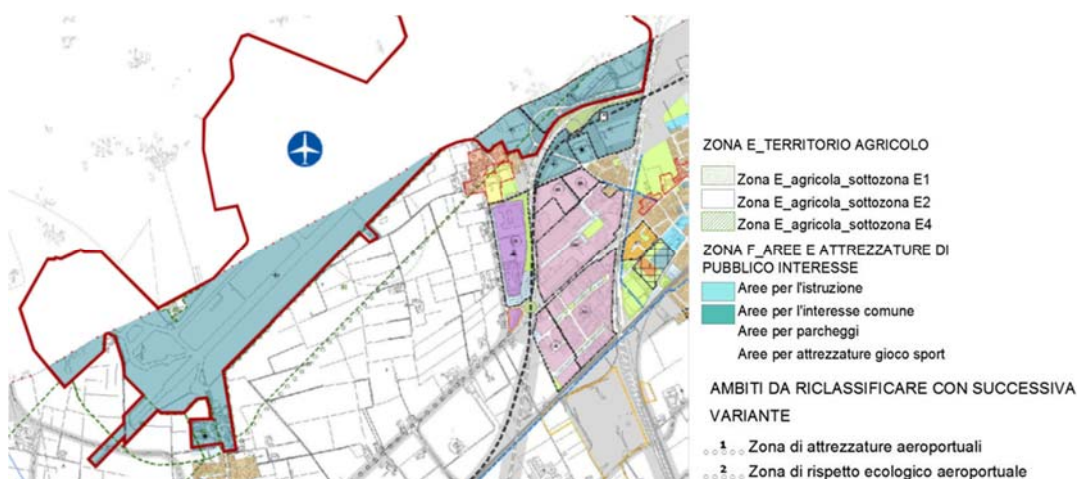 ZONA E_TERRITORIO AGRICOLO
Zona E_agricola_sottozona E1
Zona E_agricola_sottozona E2
Zona E_agricola_sottozona E4
ZONA F_AREE E ATTREZZATURE DI
PUBBLICO INTERESSE
Aree per l'istruzione
Aree per l'interesse comune
Aree per parcheggi
Aree per attrezzature gioco sport
AMBITI DA RICLASSIFICARE CON SUCCESSIVA
VARIANTE
1 Zona di attrezzature aeroportuali
2 Zona di rispetto ecologico aeroportuale